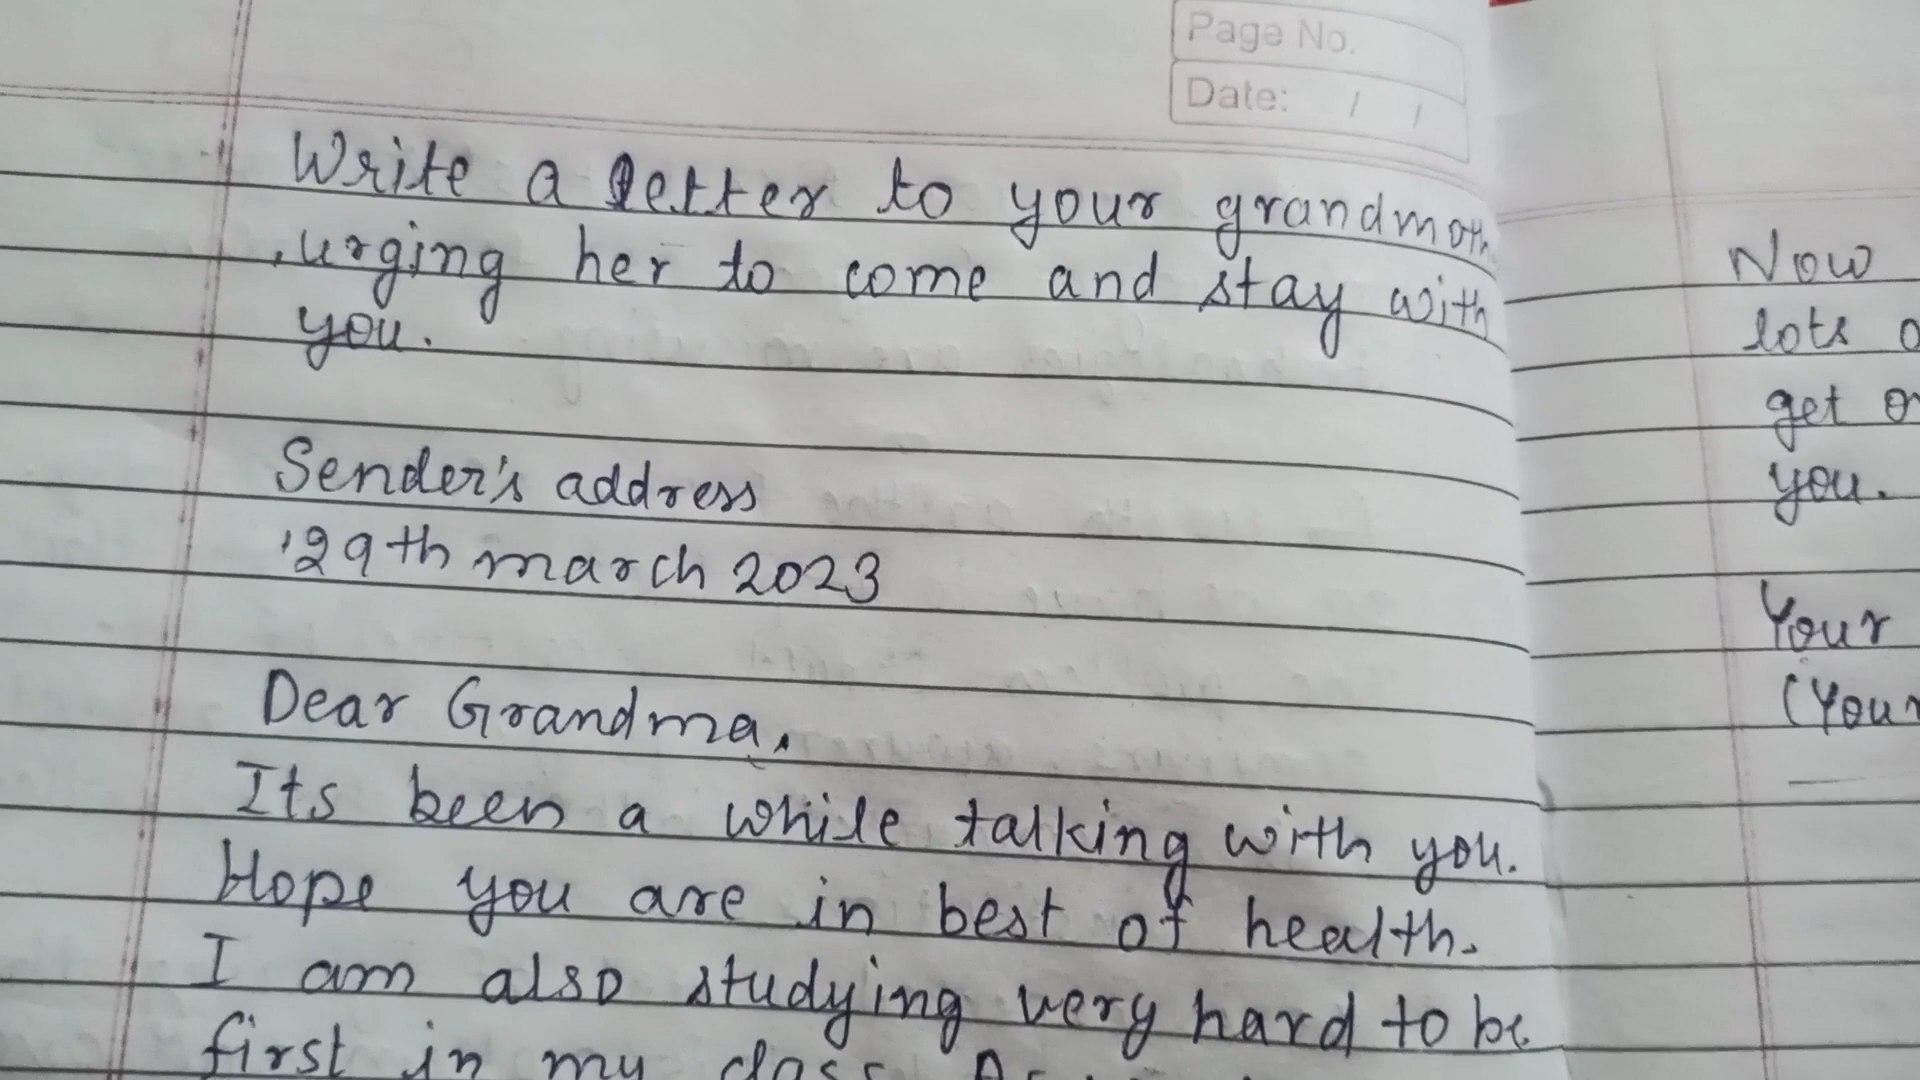 Page No.
Date: / /
Write a letter to your grandmoth
urging her to come and stay with
you.
Sender's address
29th march 2023
Dear Grandma,
Its been a while talking with you.
Hope you are in best of health.
I am also studying very hard to be
first in my class
Now
lots
get
you.
Your
(Your